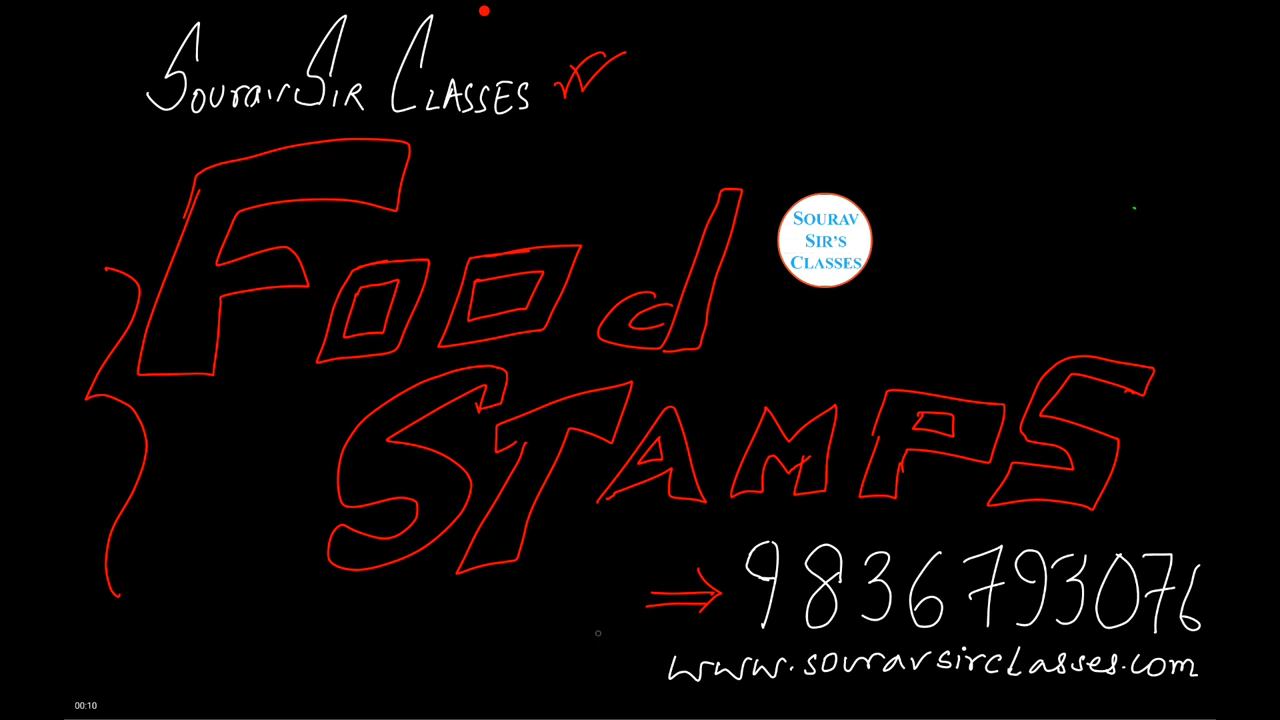 SouravSir Classes
Food
SOURAV
SIR'S
CLASSES
STAMPS
9836793076
www.souravsirclasses.com
00:10